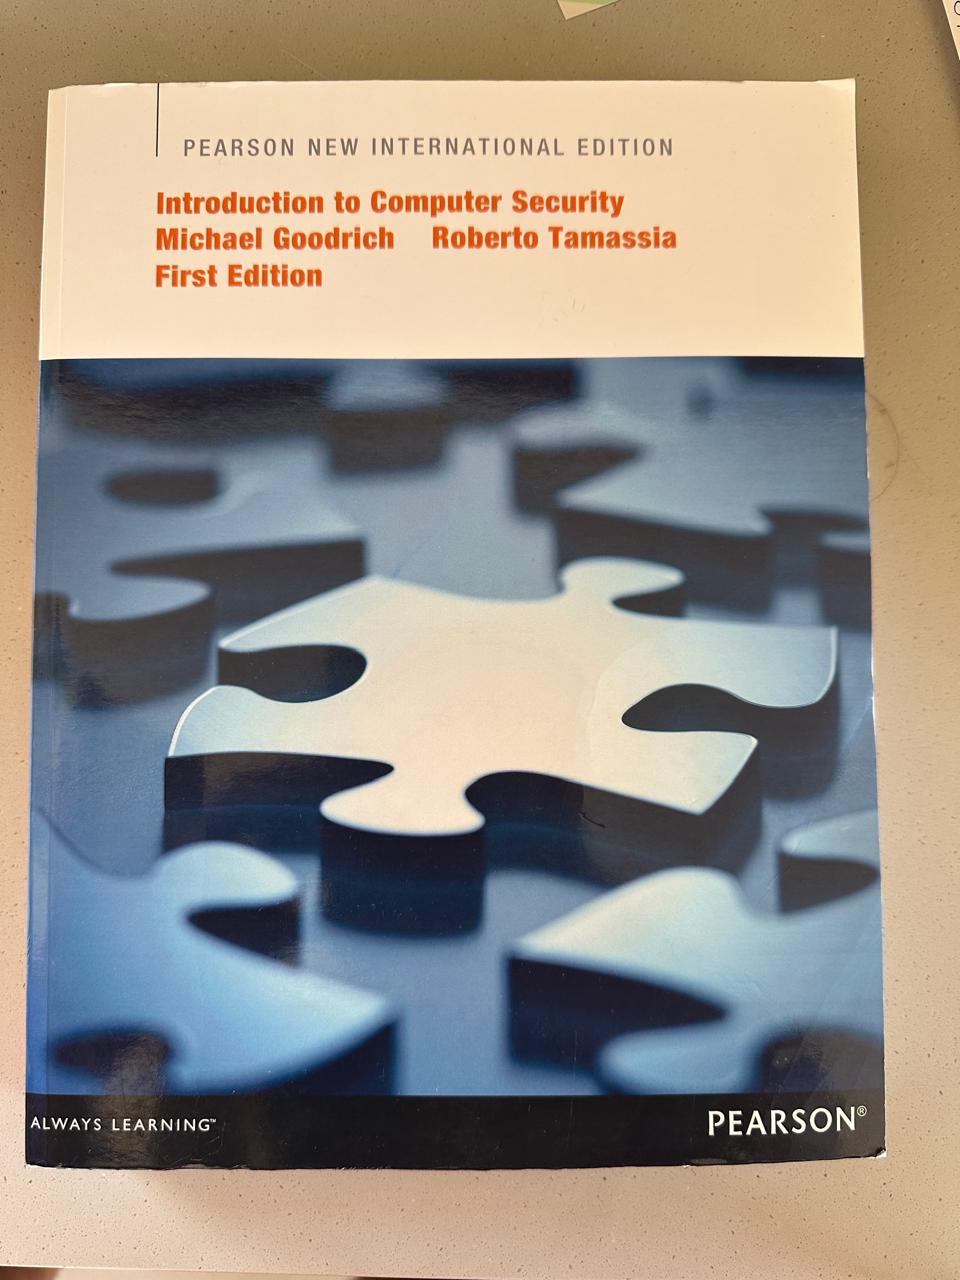 PEARSON NEW INTERNATIONAL EDITION
Introduction to Computer Security
Michael Goodrich Roberto Tamassia
First Edition
ALWAYS LEARNING™
PEARSON®